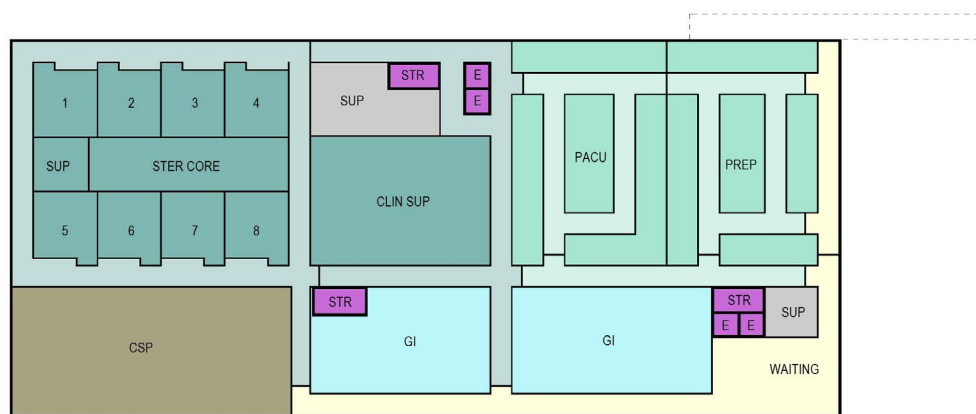 STR
E
SUP
E
1
2
3
4
PACU
PREP
SUP
STER CORE
CLIN SUP
5
6
7
8
STR
STR
SUP
E
E
CSP
GI
GI
WAITING